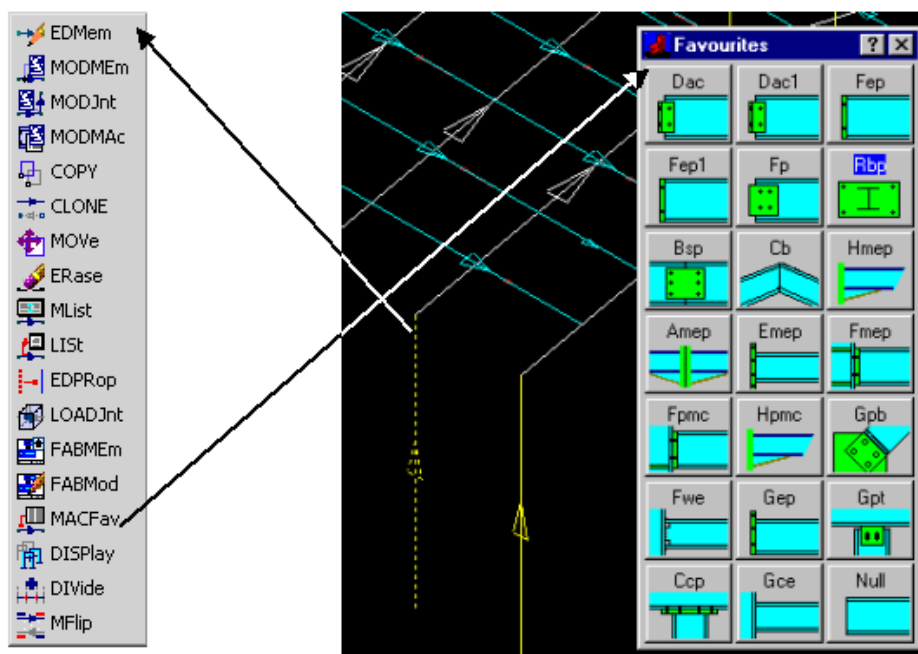 EDMem
MODMEm
MODJnt
MODMAc
COPY
CLONE
MOVe
ERase
MList
LISt
EDPRop
LOADJnt
FABMEm
FABMod
MACFav
DISPlay
DIVide
MFlip
Favourites
Dac Dac1 Fep
Fep1 Fp Rbp
Bsp Cb Hmep
Amep Emep Fmep
Fpmc Hpmc Gpb
Fwe Gep Gpt
Ccp Gce Null